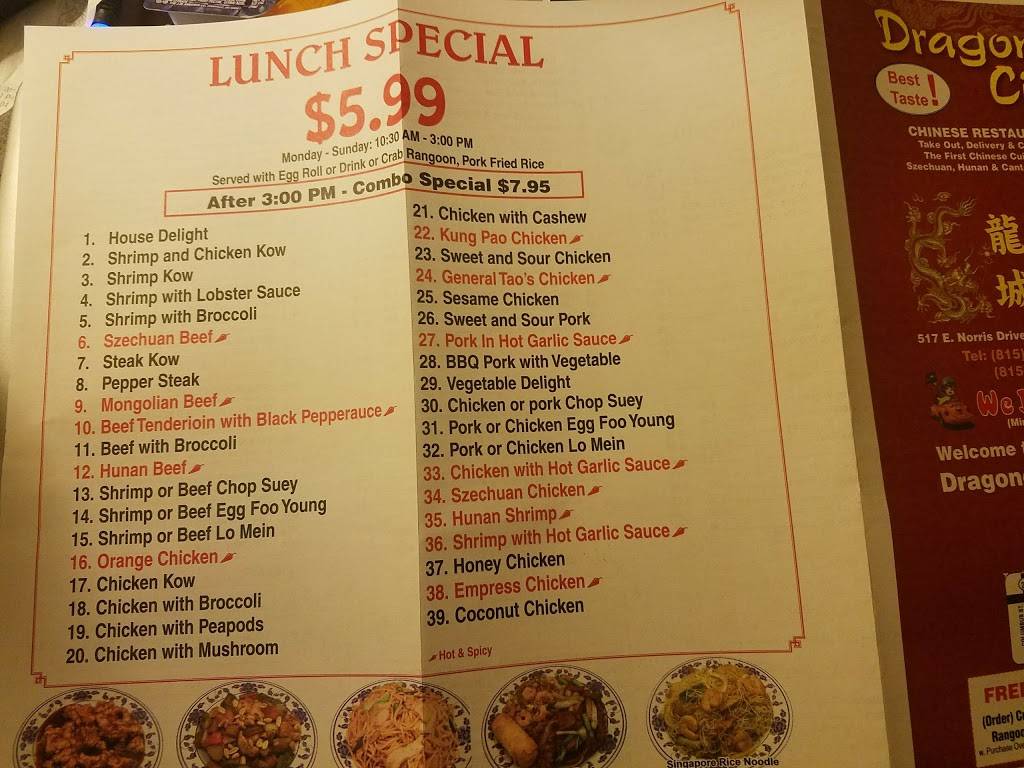 LUNCH SPECIAL
$5.99
Monday - Sunday: 10:30 AM - 3:00 PM
Served with Egg Roll or Drink or Crab Rangoon, Pork Fried Rice
After 3:00 PM - Combo Special $7.95
1. House Delight
2. Shrimp and Chicken Kow
3. Shrimp Kow
4. Shrimp with Lobster Sauce
5. Shrimp with Broccoli
6. Szechuan Beef
7. Steak Kow
8. Pepper Steak
9. Mongolian Beef
10. Beef Tenderioin with Black Pepperauce
11. Beef with Broccoli
12. Hunan Beef
13. Shrimp or Beef Chop Suey
14. Shrimp or Beef Egg Foo Young
15. Shrimp or Beef Lo Mein
16. Orange Chicken
17. Chicken Kow
18. Chicken with Broccoli
19. Chicken with Peapods
20. Chicken with Mushroom
21. Chicken with Cashew
22. Kung Pao Chicken
23. Sweet and Sour Chicken
24. General Tao's Chicken
25. Sesame Chicken
26. Sweet and Sour Pork
27. Pork In Hot Garlic Sauce
28. BBQ Pork with Vegetable
29. Vegetable Delight
30. Chicken or pork Chop Suey
31. Pork or Chicken Egg Foo Young
32. Pork or Chicken Lo Mein
33. Chicken with Hot Garlic Sauce
34. Szechuan Chicken
35. Hunan Shrimp
36. Shrimp with Hot Garlic Sauce
37. Honey Chicken
38. Empress Chicken
39. Coconut Chicken
Hot & Spicy
Singapore Rice Noodle
Dragon
Best
Taste!
CHINESE RESTAU
Take Out, Delivery & C
The First Chinese Cui
Szechuan, Hunan & Cant
龍
城
517 E. Norris Drive
Tel: (815)
(815
We
Welcome
Dragon
FREE
(Order) C
Rangoo
w. Purchase Ove